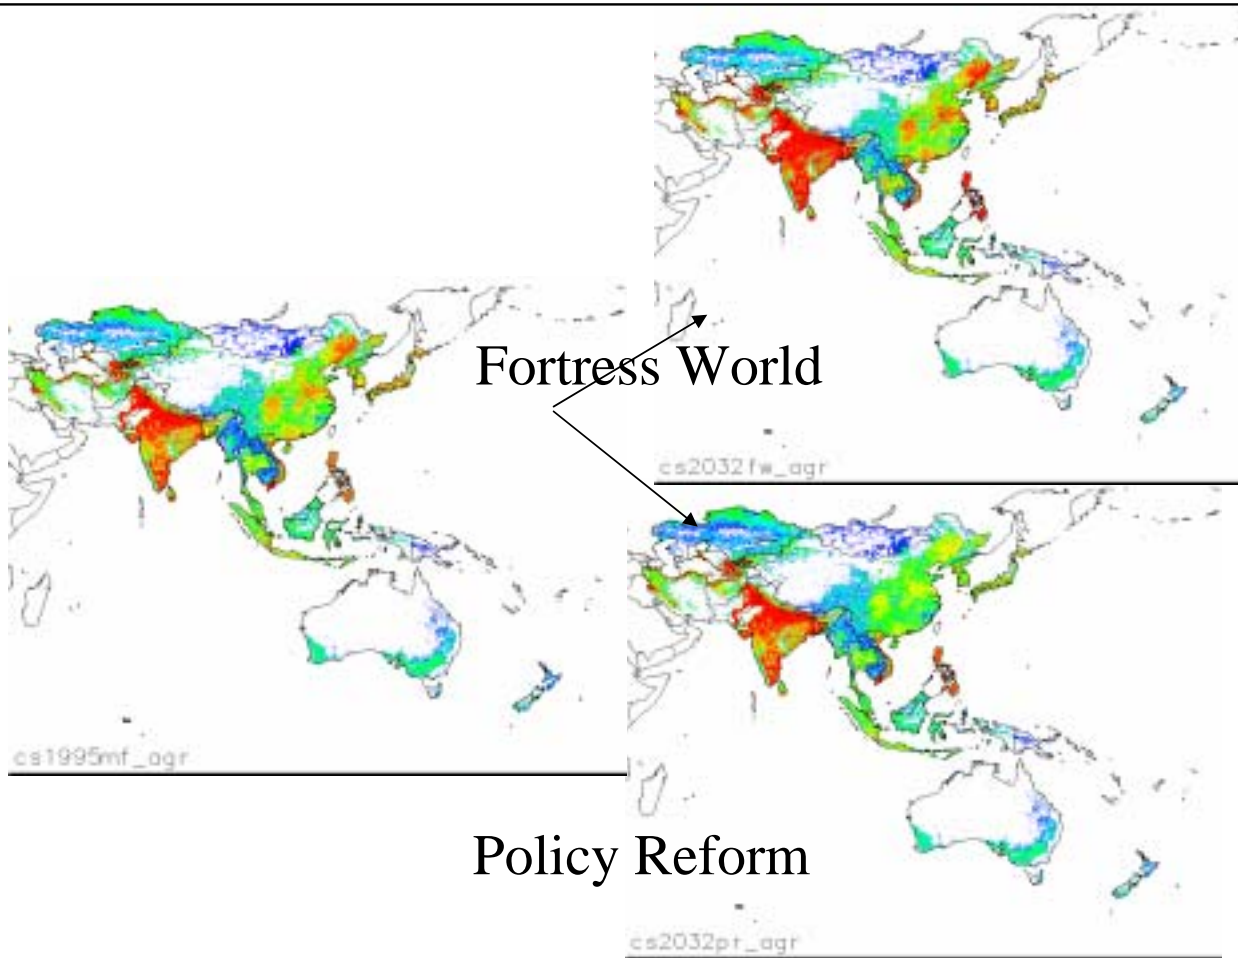 Fortress World
cs2032fw_agr
cs1995mf_agr
Policy Reform
cs2032pr_agr